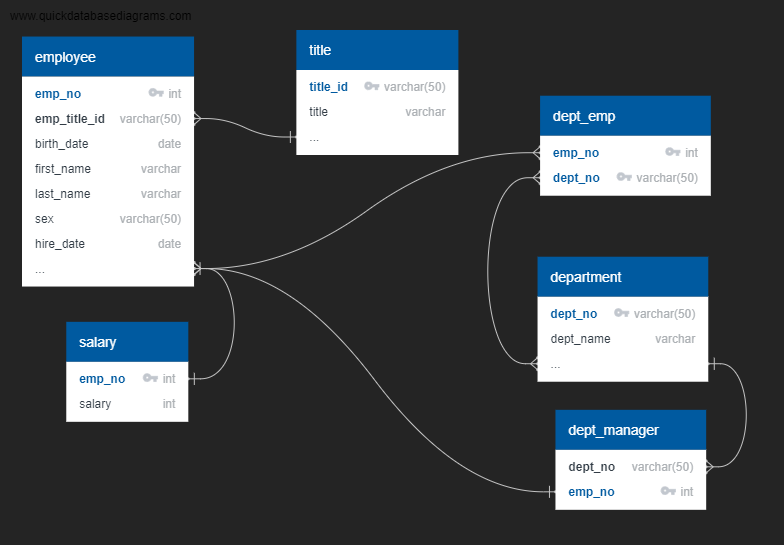 www.quickdatabasediagrams.com
employee
emp_no int
emp_title_id varchar(50)
birth_date date
first_name varchar
last_name varchar
sex varchar(50)
hire_date date
...
title
title_id varchar(50)
title varchar
...
dept_emp
emp_no int
dept_no varchar(50)
department
dept_no varchar(50)
dept_name varchar
...
salary
emp_no int
salary int
dept_manager
dept_no varchar(50)
emp_no int